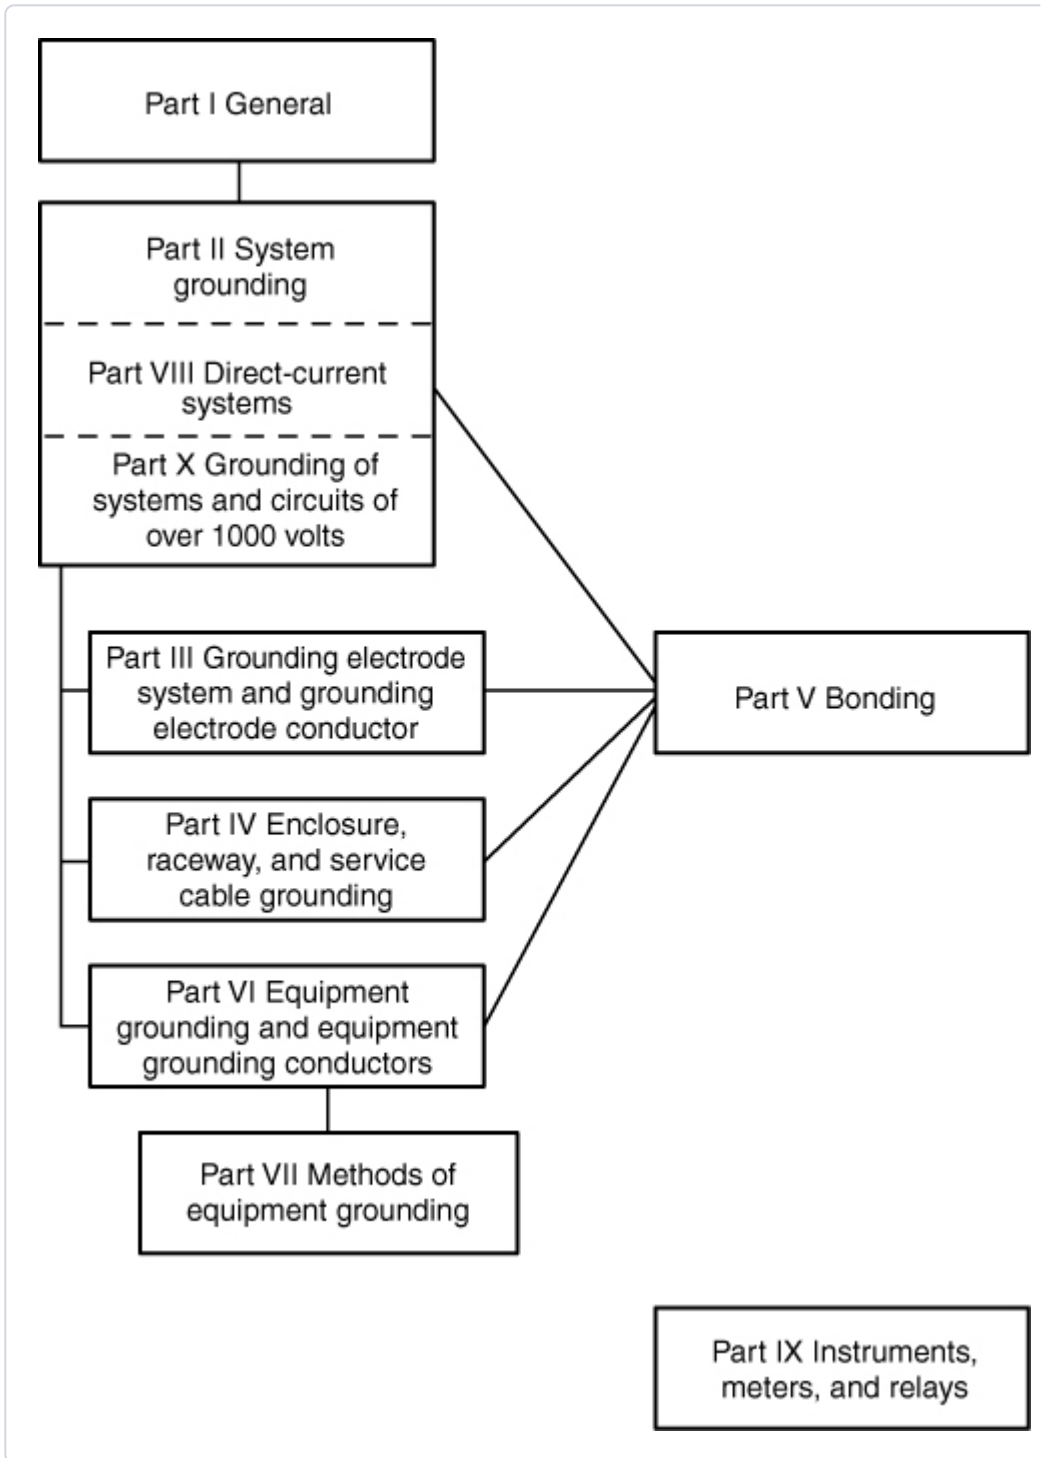 Part I General
Part II System
grounding
Part VIII Direct-current
systems
Part X Grounding of
systems and circuits of
over 1000 volts
Part III Grounding electrode
system and grounding
electrode conductor
Part V Bonding
Part IV Enclosure,
raceway, and service
cable grounding
Part VI Equipment
grounding and equipment
grounding conductors
Part VII Methods of
equipment grounding
Part IX Instruments,
meters, and relays